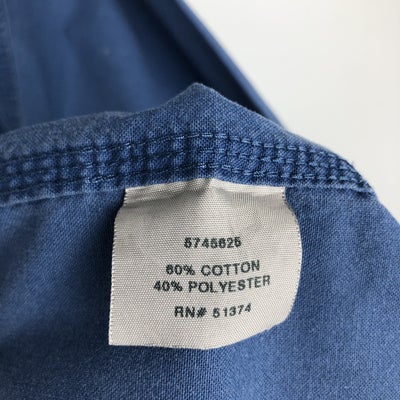 5745625
60% COTTON
40% POLYESTER
RN# 51374